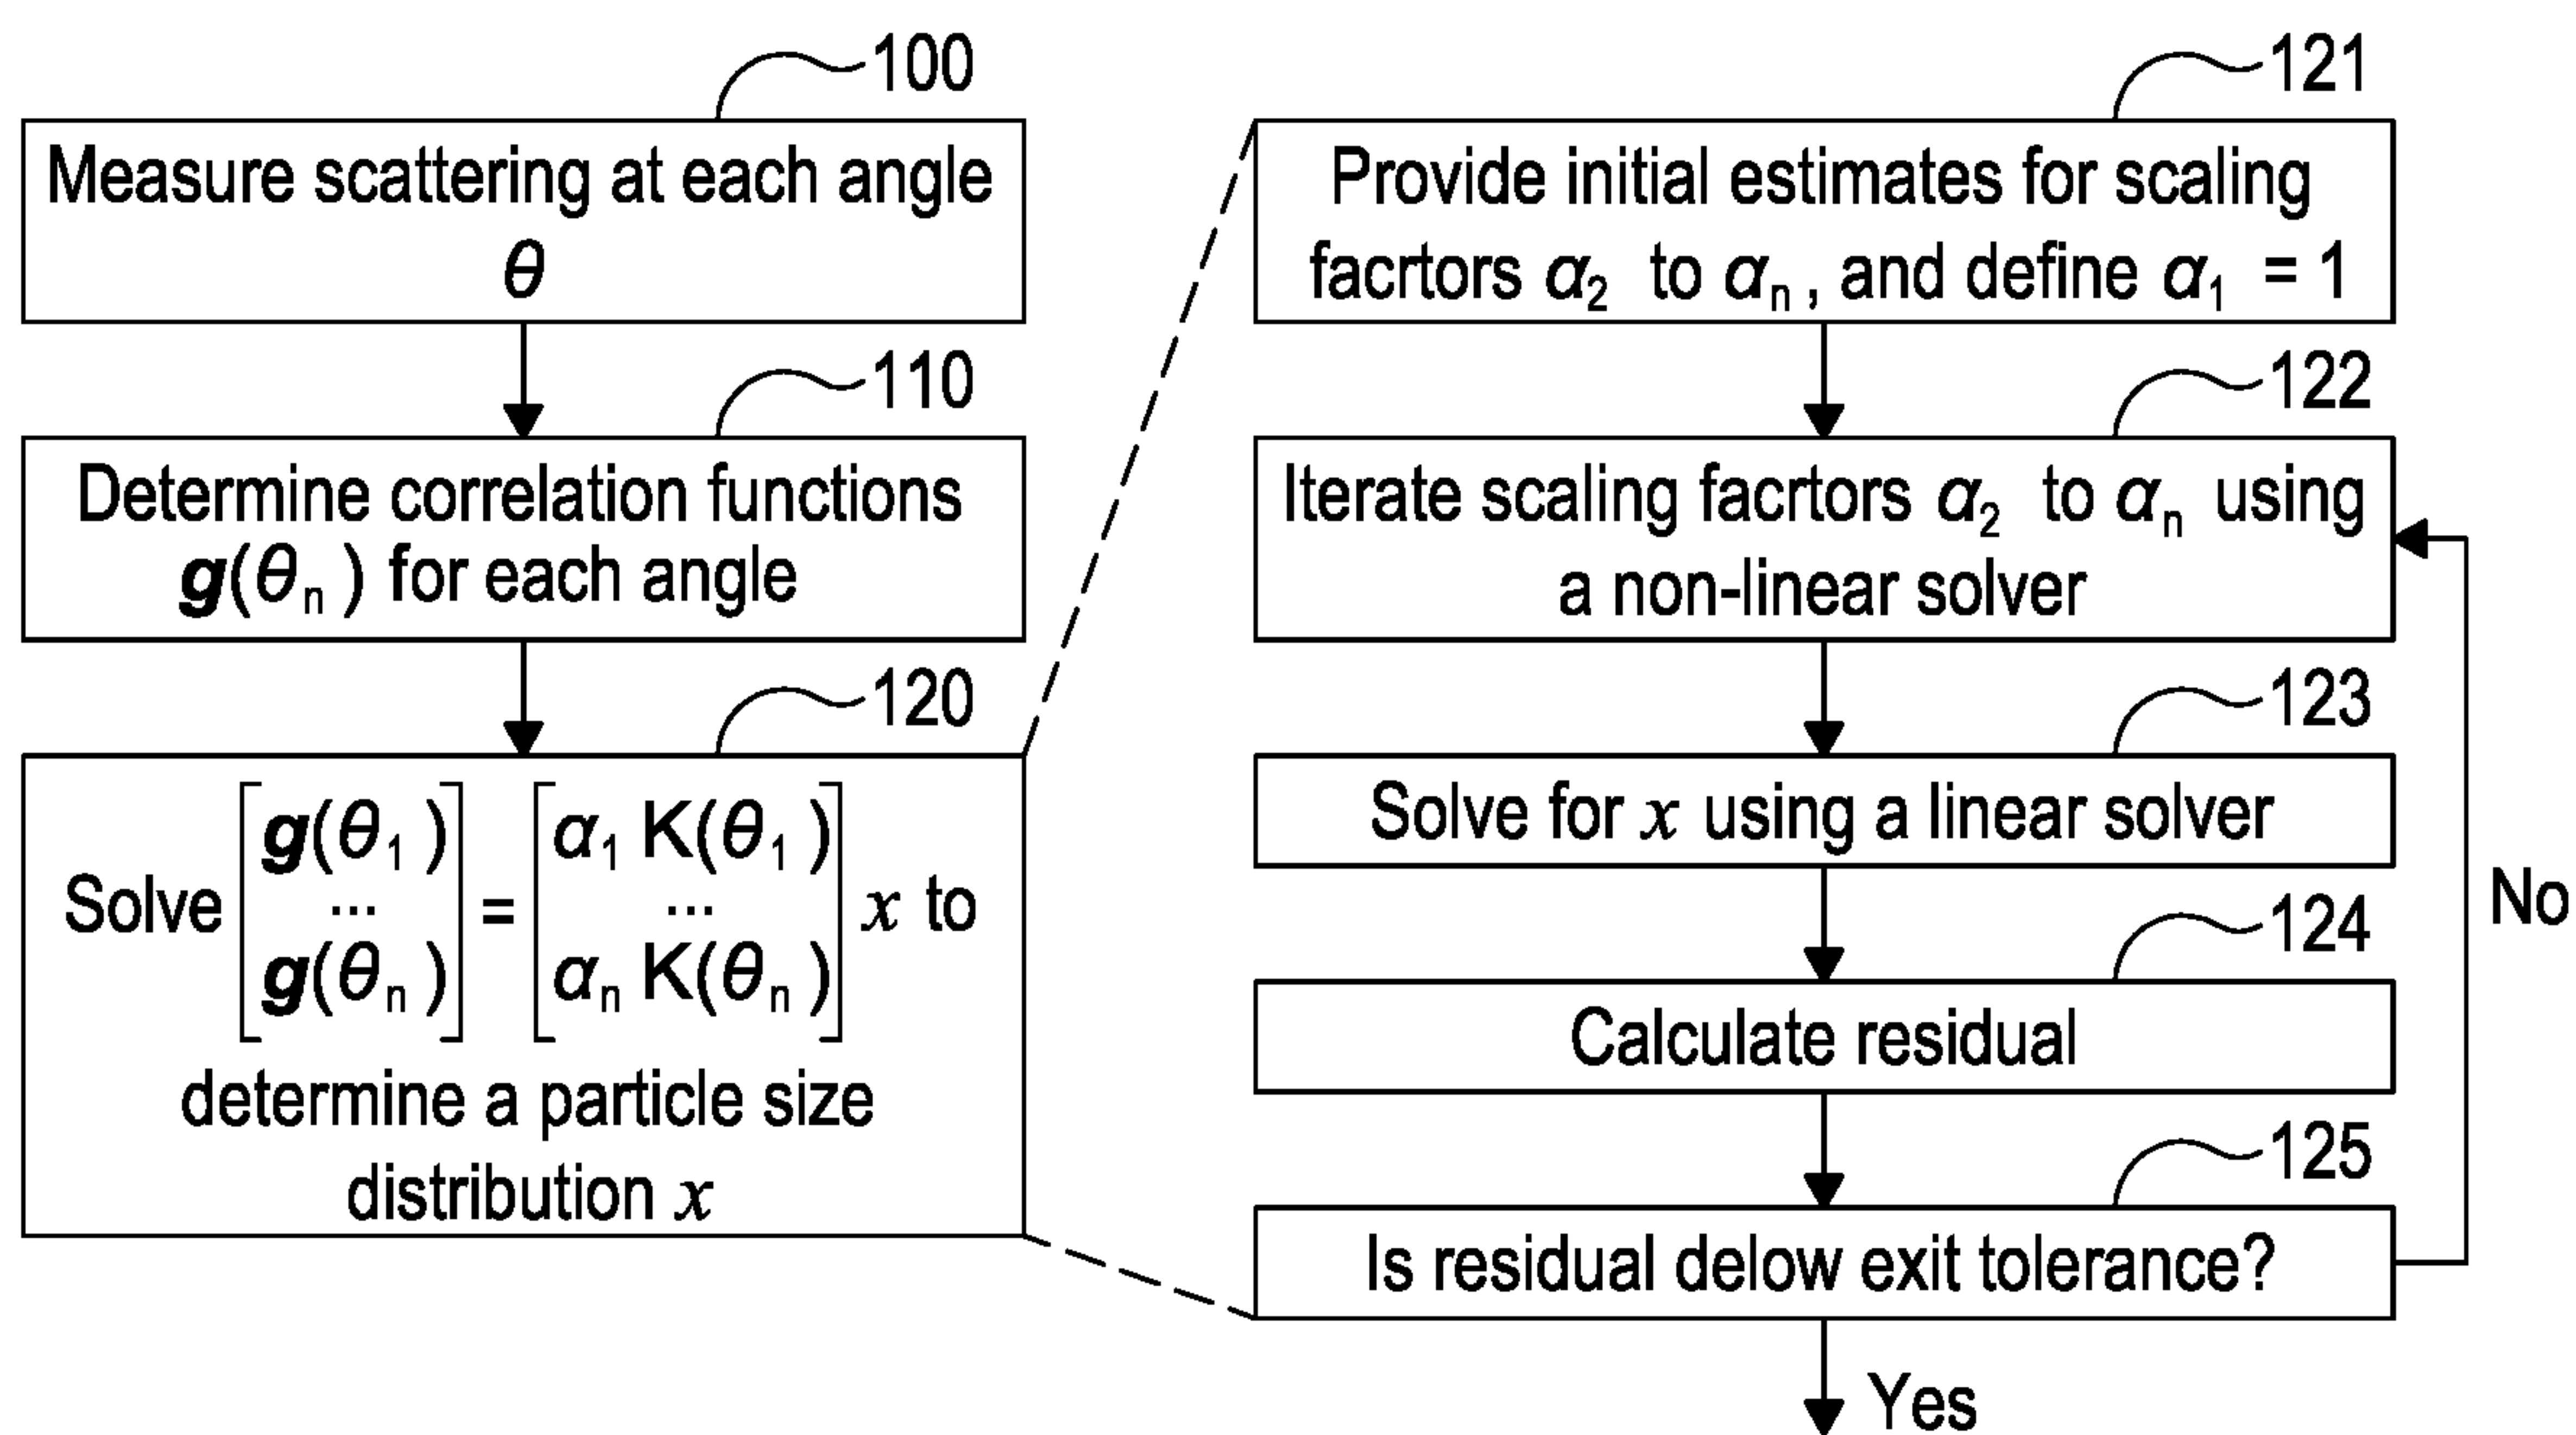 100
Measure scattering at each angle
θ
110
Determine correlation functions
g(θn) for each angle
120
Solve [g(θ1) ... g(θn)] = [α1 K(θ1) ... αn K(θn)] x to
determine a particle size
distribution x
121
Provide initial estimates for scaling
facrtors α2 to αn, and define α1 = 1
122
Iterate scaling facrtors α2 to αn using
a non-linear solver
123
Solve for x using a linear solver
124
Calculate residual
125
Is residual delow exit tolerance?
No
Yes